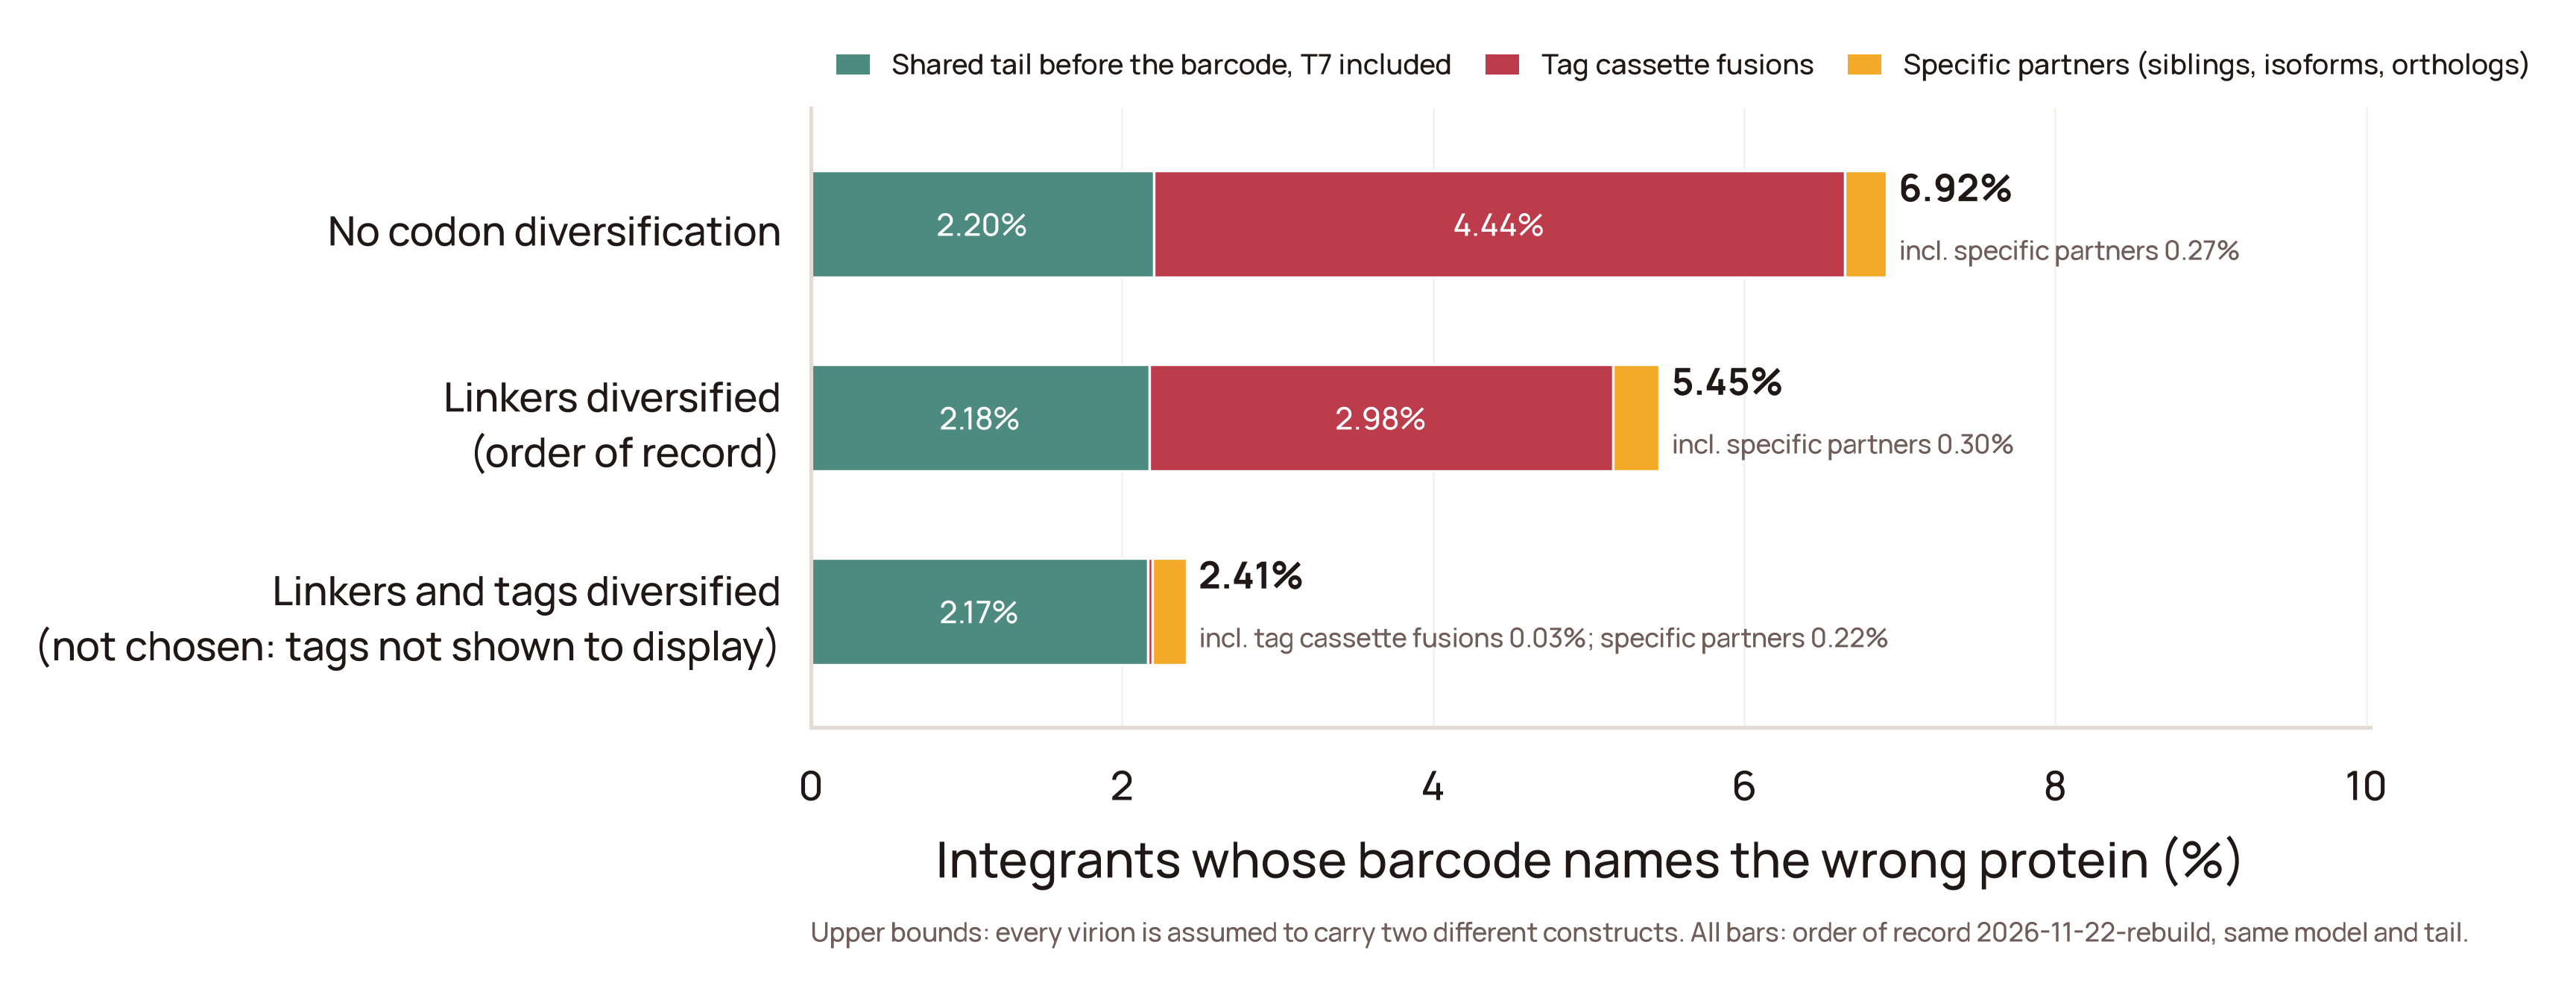 Shared tail before the barcode, T7 included
Tag cassette fusions
Specific partners (siblings, isoforms, orthologs)
No codon diversification
2.20%
4.44%
6.92%
incl. specific partners 0.27%
Linkers diversified
(order of record)
2.18%
2.98%
5.45%
incl. specific partners 0.30%
Linkers and tags diversified
(not chosen: tags not shown to display)
2.17%
2.41%
incl. tag cassette fusions 0.03%; specific partners 0.22%
0 2 4 6 8 10
Integrants whose barcode names the wrong protein (%)
Upper bounds: every virion is assumed to carry two different constructs. All bars: order of record 2026-11-22-rebuild, same model and tail.